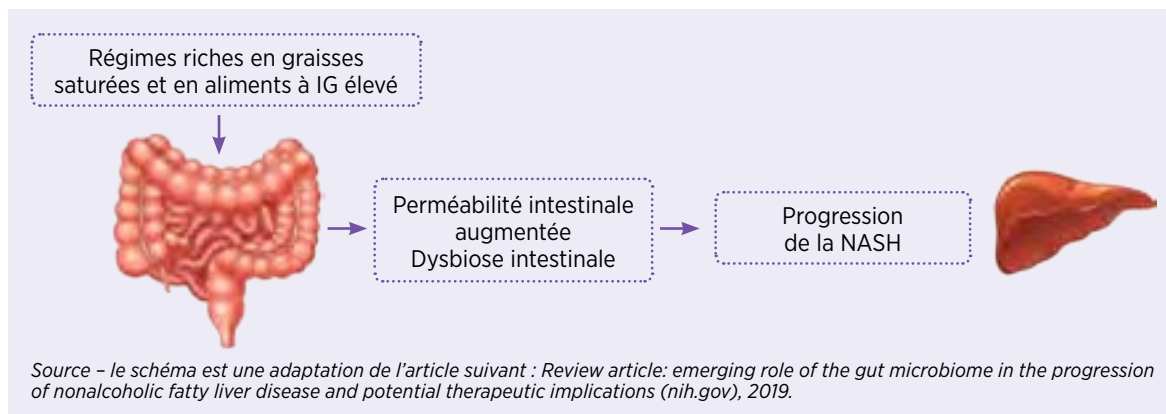 Régimes riches en graisses
saturées et en aliments à IG élevé
Perméabilité intestinale
augmentée
Dysbiose intestinale
Progression
de la NASH
Source – le schéma est une adaptation de l’article suivant : Review article: emerging role of the gut microbiome in the progression
of nonalcoholic fatty liver disease and potential therapeutic implications (nih.gov), 2019.